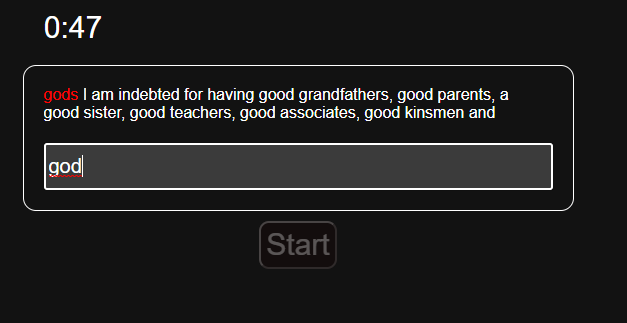 0:47
gods I am indebted for having good grandfathers, good parents, a
good sister, good teachers, good associates, good kinsmen and
god
Start